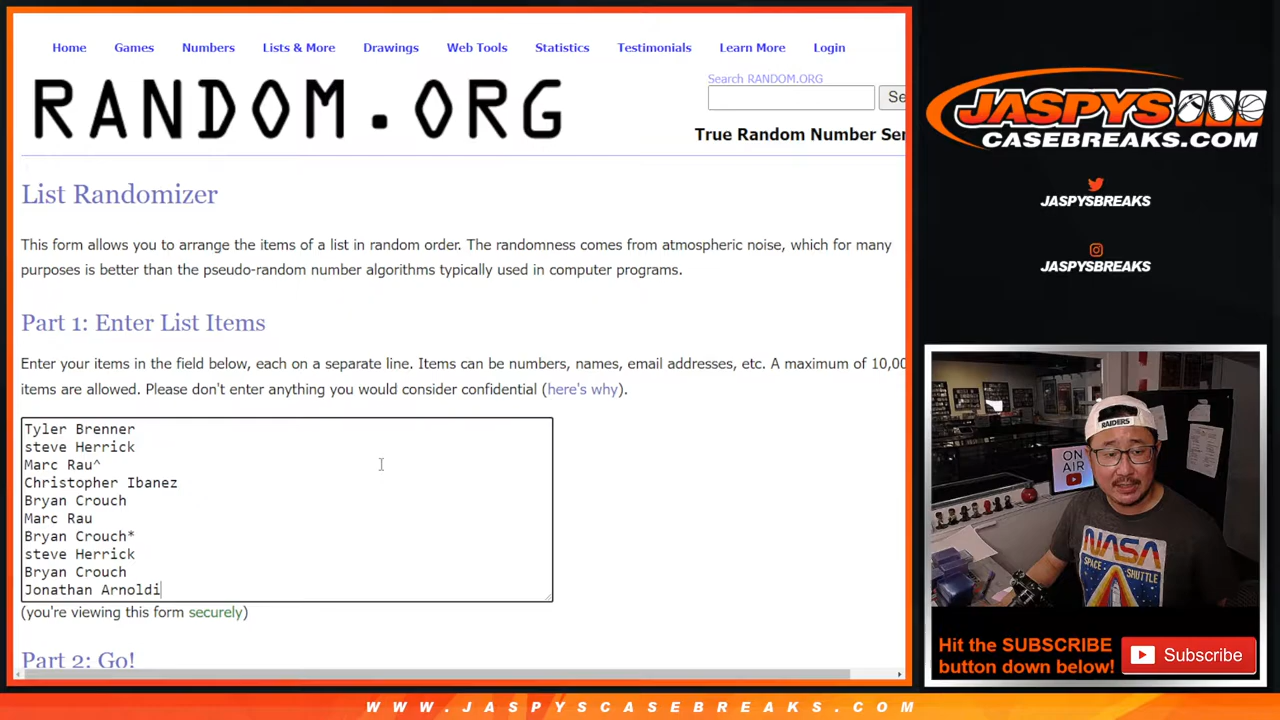 Home Games Numbers Lists & More Drawings Web Tools Statistics Testimonials Learn More Login
RANDOM.ORG
Search RANDOM.ORG
Se
True Random Number Ser
List Randomizer
This form allows you to arrange the items of a list in random order. The randomness comes from atmospheric noise, which for many
purposes is better than the pseudo-random number algorithms typically used in computer programs.
Part 1: Enter List Items
Enter your items in the field below, each on a separate line. Items can be numbers, names, email addresses, etc. A maximum of 10,00
items are allowed. Please don't enter anything you would consider confidential (here's why).
Tyler Brenner
steve Herrick
Marc Rau^
Christopher Ibanez
Bryan Crouch
Marc Rau
Bryan Crouch*
steve Herrick
Bryan Crouch
Jonathan Arnoldi
(you're viewing this form securely)
Part 2: Go!
JASPYS
CASEBREAKS.COM
JASPYSBREAKS
JASPYSBREAKS
RAIDERS
ON
AIR
NASA
SPACE SHUTTLE
Hit the SUBSCRIBE
button down below!
Subscribe
WWW.JASPYSCASEBREAKS.COM